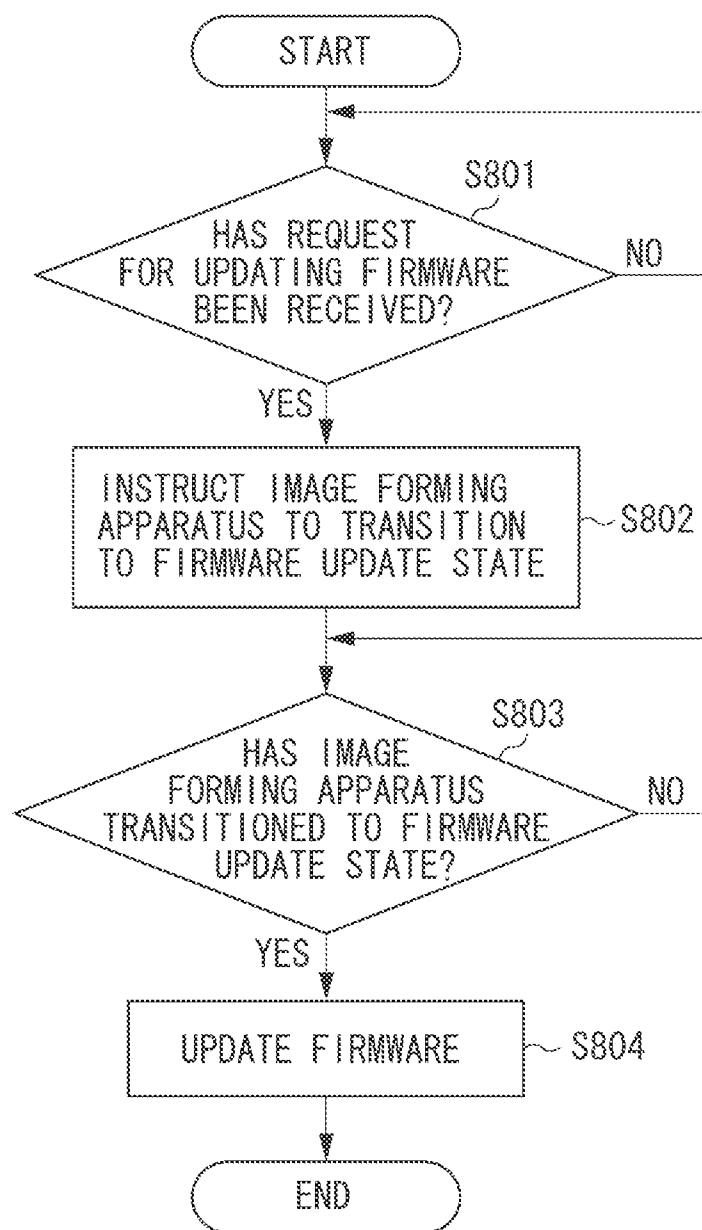 START
S801
HAS REQUEST
FOR UPDATING FIRMWARE
BEEN RECEIVED?
NO
YES
INSTRUCT IMAGE FORMING
APPARATUS TO TRANSITION
TO FIRMWARE UPDATE STATE
S802
S803
HAS IMAGE
FORMING APPARATUS
TRANSITIONED TO FIRMWARE
UPDATE STATE?
NO
YES
UPDATE FIRMWARE
S804
END